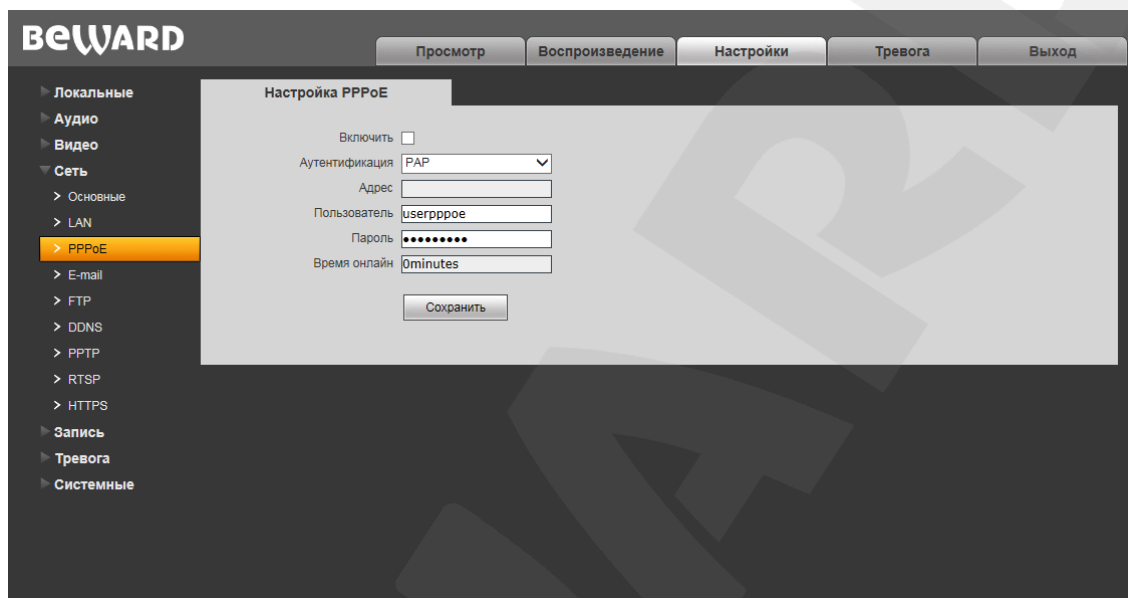 BEWARD
Просмотр Воспроизведение Настройки Тревога Выход
Локальные
Аудио
Видео
Сеть
> Основные
> LAN
> PPPoE
> E-mail
> FTP
> DDNS
> PPTP
> RTSP
> HTTPS
Запись
Тревога
Системные
Настройка PPPoE
Включить
Аутентификация PAP
Адрес
Пользователь userpppoe
Пароль ●●●●●●●●●
Время онлайн 0minutes
Сохранить